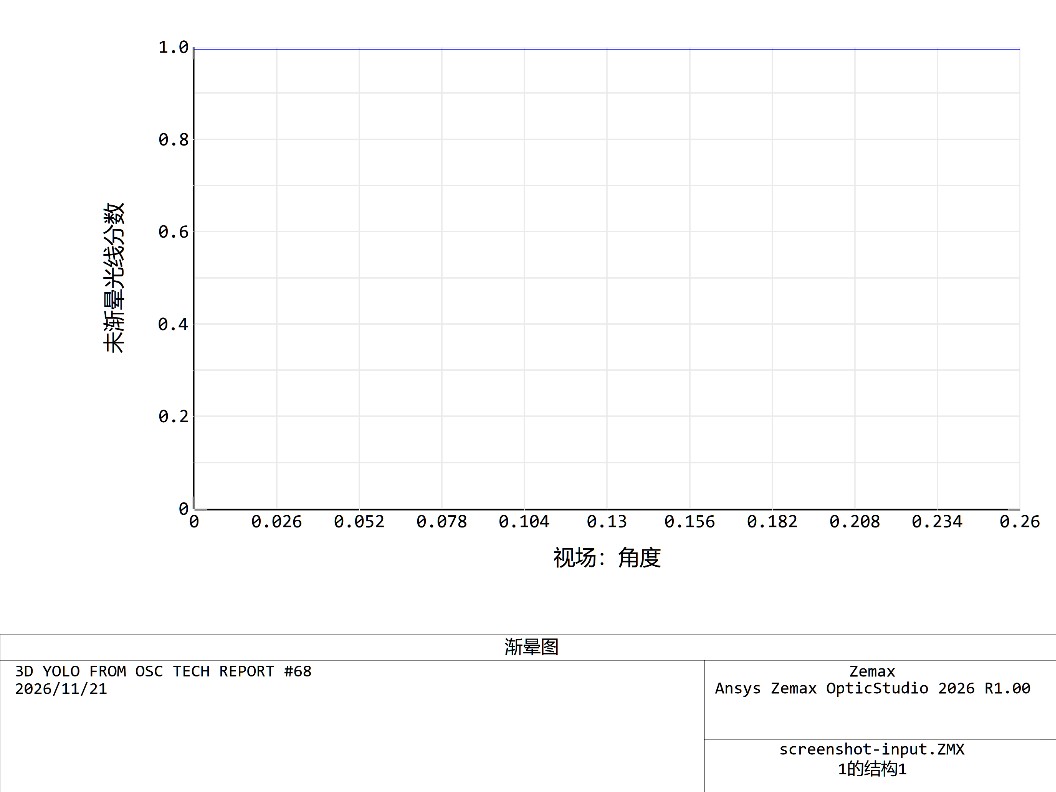 1.0
0.8
0.6
0.4
0.2
0
未渐晕光线分数
0 0.026 0.052 0.078 0.104 0.13 0.156 0.182 0.208 0.234 0.26
视场：角度
渐晕图
3D YOLO FROM OSC TECH REPORT #68
2026/11/21
Zemax
Ansys Zemax OpticStudio 2026 R1.00
screenshot-input.ZMX
1的结构1